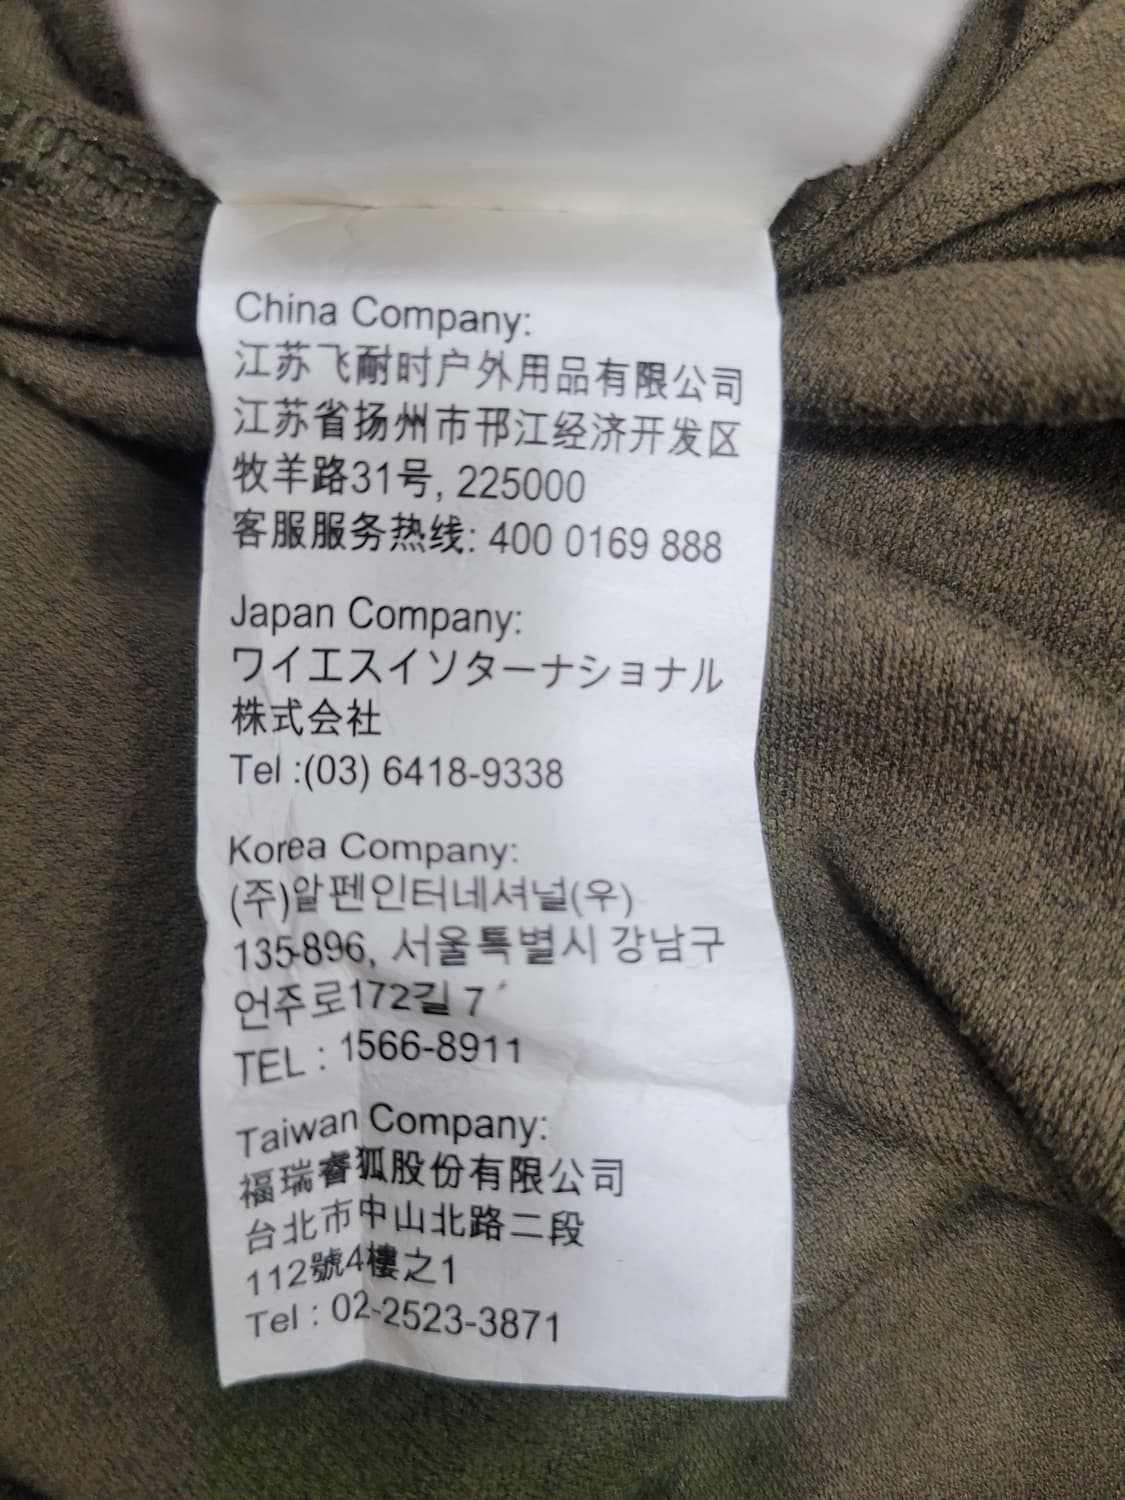 China Company:
江苏飞耐时户外用品有限公司
江苏省扬州市邗江经济开发区
牧羊路31号, 225000
客服服务热线: 400 0169 888
Japan Company:
ワイエスイソターナショナル
株式会社
Tel :(03) 6418-9338
Korea Company:
(주)알펜인터네셔널(우)
135-896, 서울특별시 강남구
언주로172길 7
TEL : 1566-8911
Taiwan Company:
福瑞睿狐股份有限公司
台北市中山北路二段
112號4樓之1
Tel : 02-2523-3871